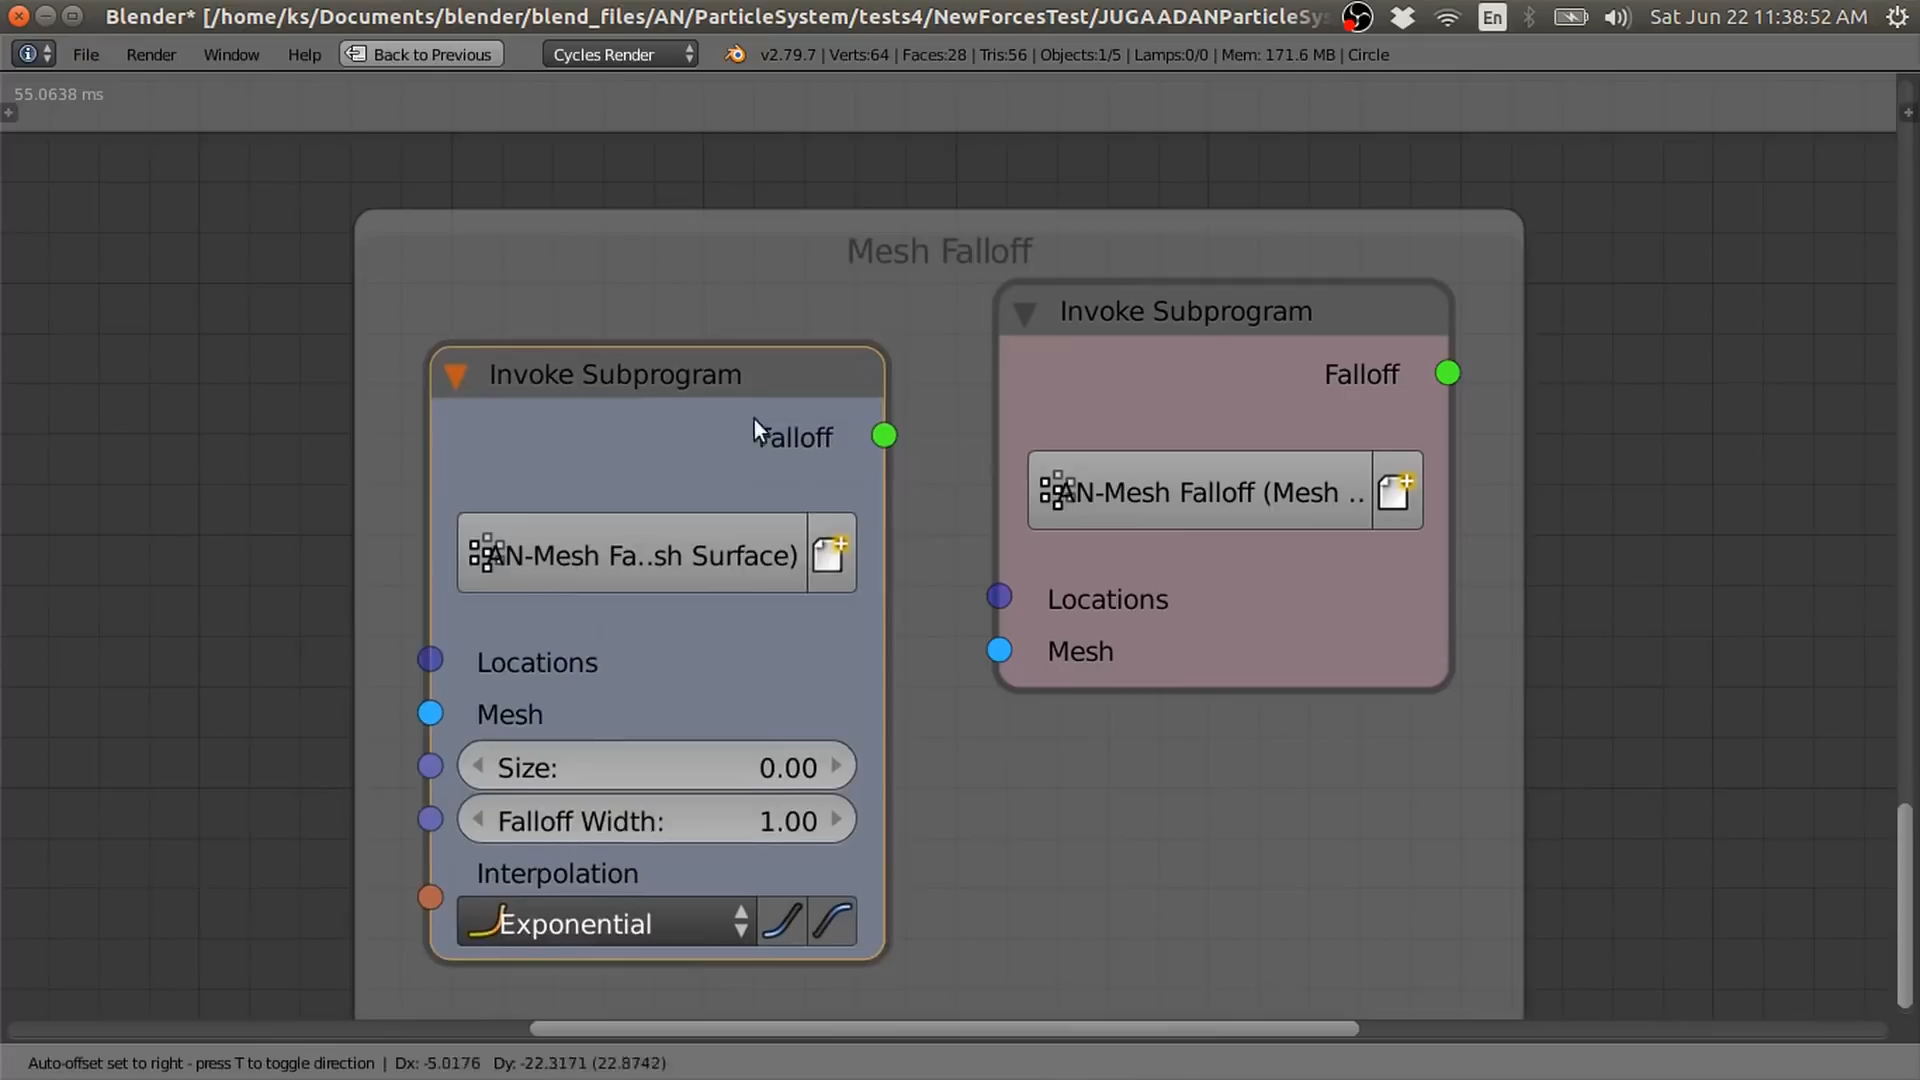 Blender* [/home/ks/Documents/blender/blend_files/AN/ParticleSystem/tests4/NewForcesTest/JUGAADANParticleSy
En
Sat Jun 22 11:38:52 AM
File Render Window Help Back to Previous Cycles Render v2.79.7 | Verts:64 | Faces:28 | Tris:56 | Objects:1/5 | Lamps:0/0 | Mem: 171.6 MB | Circle
55.0638 ms
Mesh Falloff
Invoke Subprogram
Falloff
AN-Mesh Fa..sh Surface)
Locations
Mesh
Size: 0.00
Falloff Width: 1.00
Interpolation
Exponential
Invoke Subprogram
Falloff
AN-Mesh Falloff (Mesh ..
Locations
Mesh
Auto-offset set to right - press T to toggle direction | Dx: -5.0176 Dy: -22.3171 (22.8742)